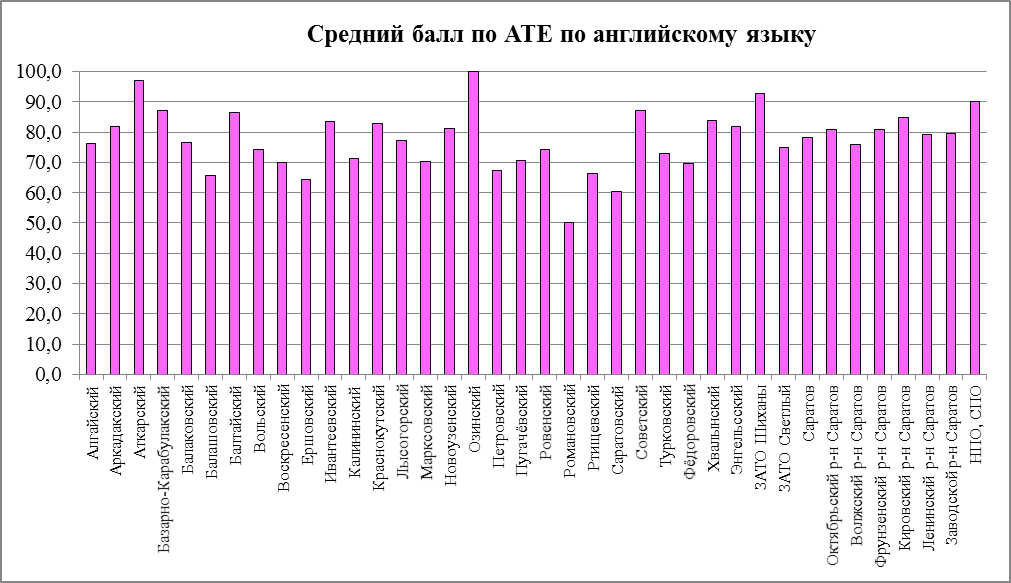 Средний балл по АТЕ по английскому языку
100,0
90,0
80,0
70,0
60,0
50,0
40,0
30,0
20,0
10,0
0,0
Алгайский
Аркадакский
Аткарский
Базарно-Карабулакский
Балаковский
Балашовский
Балтайский
Вольский
Воскресенский
Ершовский
Ивантеевский
Калининский
Краснокутский
Лысогорский
Марксовский
Новоузенский
Озинский
Петровский
Пугачёвский
Ровенский
Романовский
Ртищевский
Саратовский
Советский
Турковский
Фёдоровский
Хвалынский
Энгельсский
ЗАТО Шиханы
ЗАТО Светлый
Саратов
Октябрьский р-н Саратов
Волжский р-н Саратов
Фрунзенский р-н Саратов
Кировский р-н Саратов
Ленинский р-н Саратов
Заводской р-н Саратов
НПО, СПО